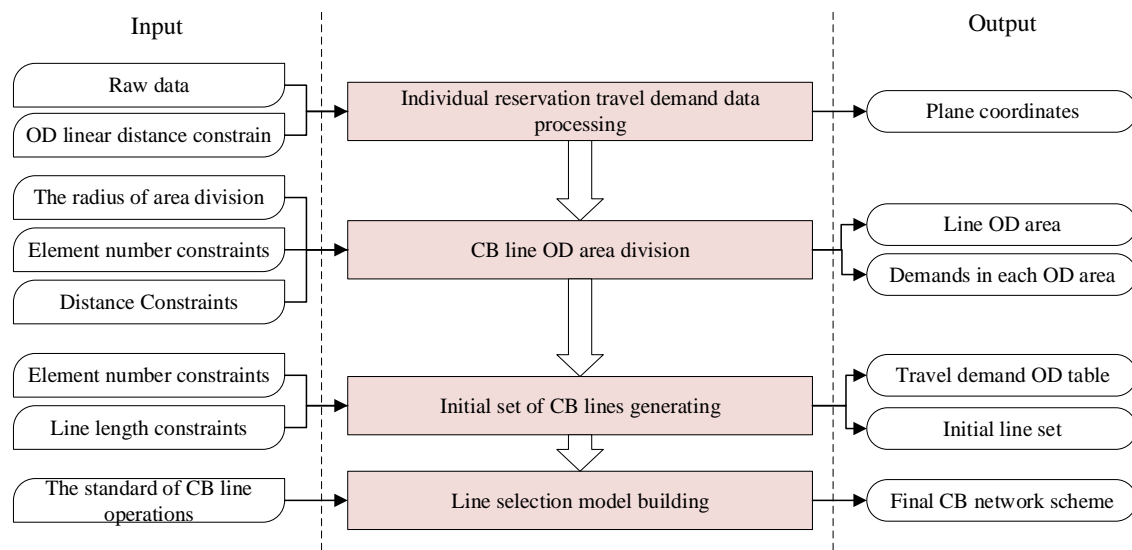 Input
Output
Raw data
OD linear distance constrain
Individual reservation travel demand data
processing
Plane coordinates
The radius of area division
Element number constraints
Distance Constraints
CB line OD area division
Line OD area
Demands in each OD area
Element number constraints
Line length constraints
Initial set of CB lines generating
Travel demand OD table
Initial line set
The standard of CB line
operations
Line selection model building
Final CB network scheme